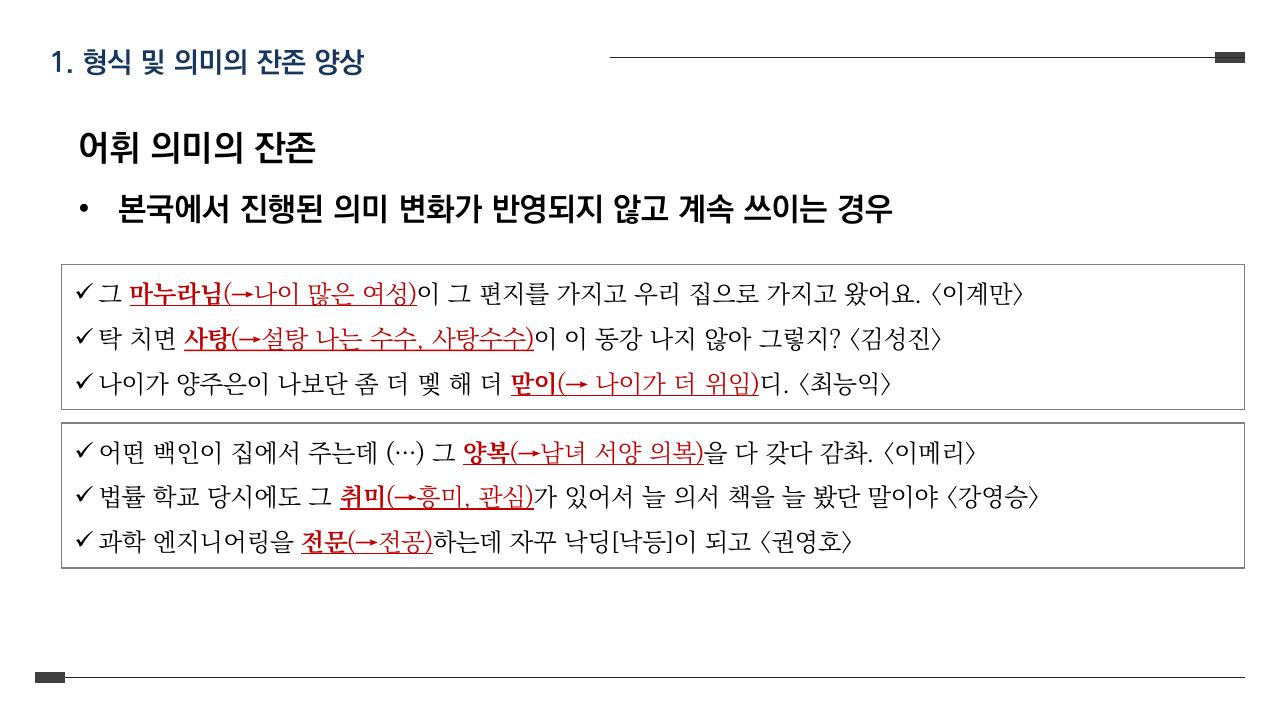 1. 형식 및 의미의 잔존 양상
어휘 의미의 잔존
• 본국에서 진행된 의미 변화가 반영되지 않고 계속 쓰이는 경우
✓ 그 마누라님(→나이 많은 여성)이 그 편지를 가지고 우리 집으로 가지고 왔어요. 〈이계만〉
✓ 탁 치면 사탕(→설탕 나는 수수, 사탕수수)이 이 동강 나지 않아 그렇지? 〈김성진〉
✓ 나이가 양주은이 나보단 좀 더 몣 해 더 맏이(→ 나이가 더 위임)디. 〈최능익〉
✓ 어떤 백인이 집에서 주는데 (…) 그 양복(→남녀 서양 의복)을 다 갖다 감촤. 〈이메리〉
✓ 법률 학교 당시에도 그 취미(→흥미, 관심)가 있어서 늘 의서 책을 늘 봤단 말이야 〈강영승〉
✓ 과학 엔지니어링을 전문(→전공)하는데 자꾸 낙딩[낙등]이 되고 〈권영호〉